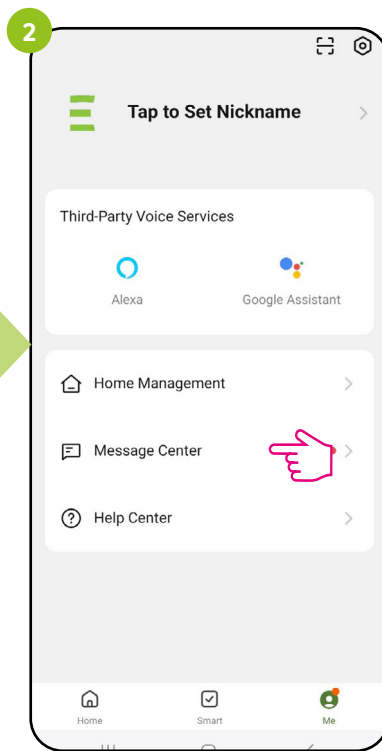 2
Tap to Set Nickname
Third-Party Voice Services
Alexa
Google Assistant
Home Management
Message Center
Help Center
Home
Smart
Me